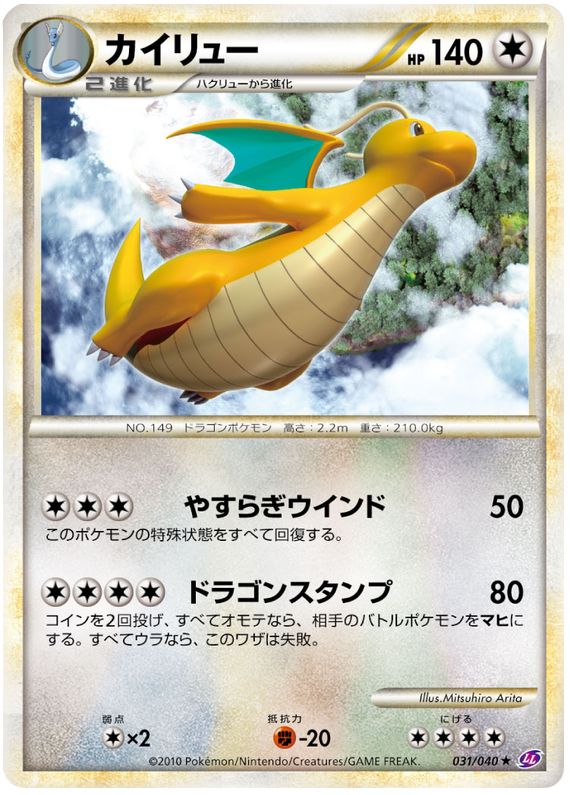 カイリュー HP 140
2進化 ハクリューから進化
NO.149 ドラゴンポケモン 高さ:2.2m 重さ:210.0kg
やすらぎウインド 50
このポケモンの特殊状態をすべて回復する。
ドラゴンスタンプ 80
コインを2回投げ、すべてオモテなら、相手のバトルポケモンをマヒに
する。すべてウラなら、このワザは失敗。
Illus.Mitsuhiro Arita
弱点 抵抗力 にげる
×2 -20
©2010 Pokémon/Nintendo/Creatures/GAME FREAK. 031/040 ★ LL